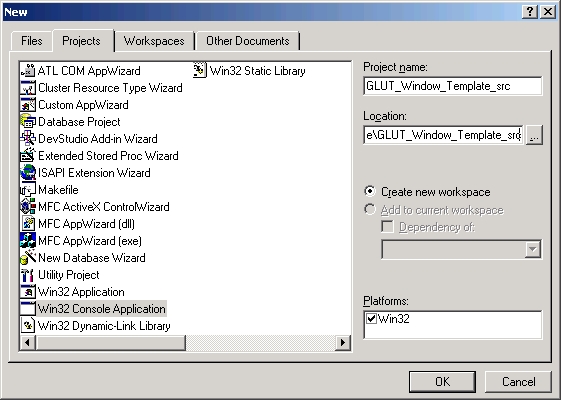 New
Files
Projects
Workspaces
Other Documents
ATL COM AppWizard
Cluster Resource Type Wizard
Custom AppWizard
Database Project
DevStudio Add-in Wizard
Extended Stored Proc Wizard
ISAPI Extension Wizard
Makefile
MFC ActiveX ControlWizard
MFC AppWizard (dll)
MFC AppWizard (exe)
New Database Wizard
Utility Project
Win32 Application
Win32 Console Application
Win32 Dynamic-Link Library
Win32 Static Library
Project name:
GLUT_Window_Template_src
Location:
e\GLUT_Window_Template_src
...
Create new workspace
Add to current workspace
Dependency of:
Platforms:
Win32
OK
Cancel